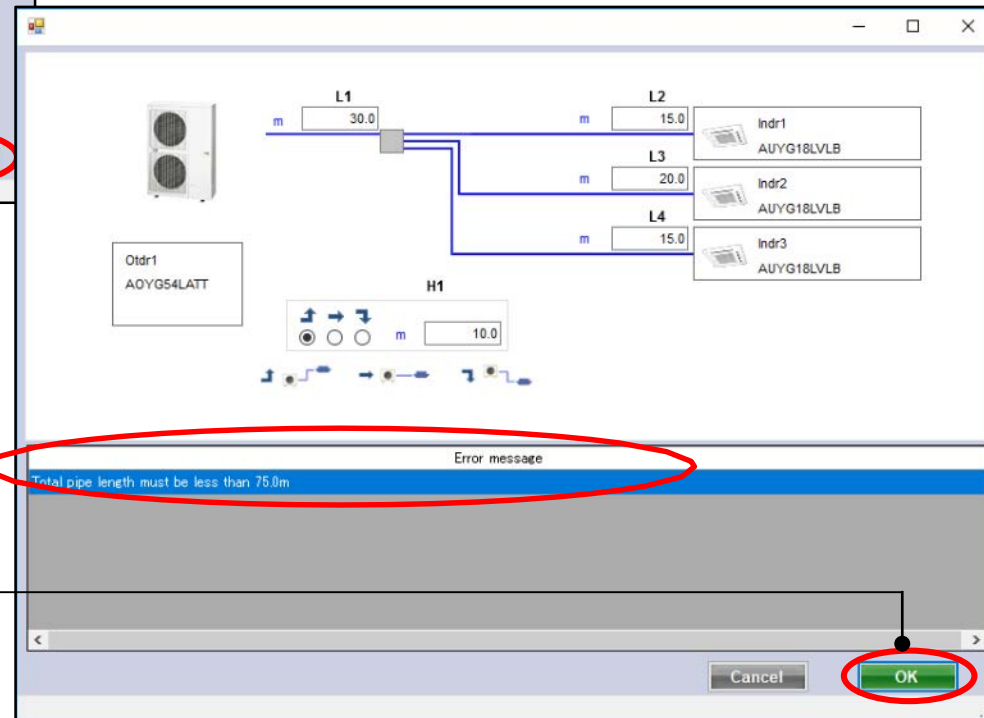 L1
m 30.0
L2
m 15.0
Indr1
AUYG18LVLB
L3
m 20.0
Indr2
AUYG18LVLB
L4
m 15.0
Indr3
AUYG18LVLB
Otdr1
AOYG54LATT
H1
m 10.0
Error message
Total pipe length must be less than 75.0m
Cancel
OK